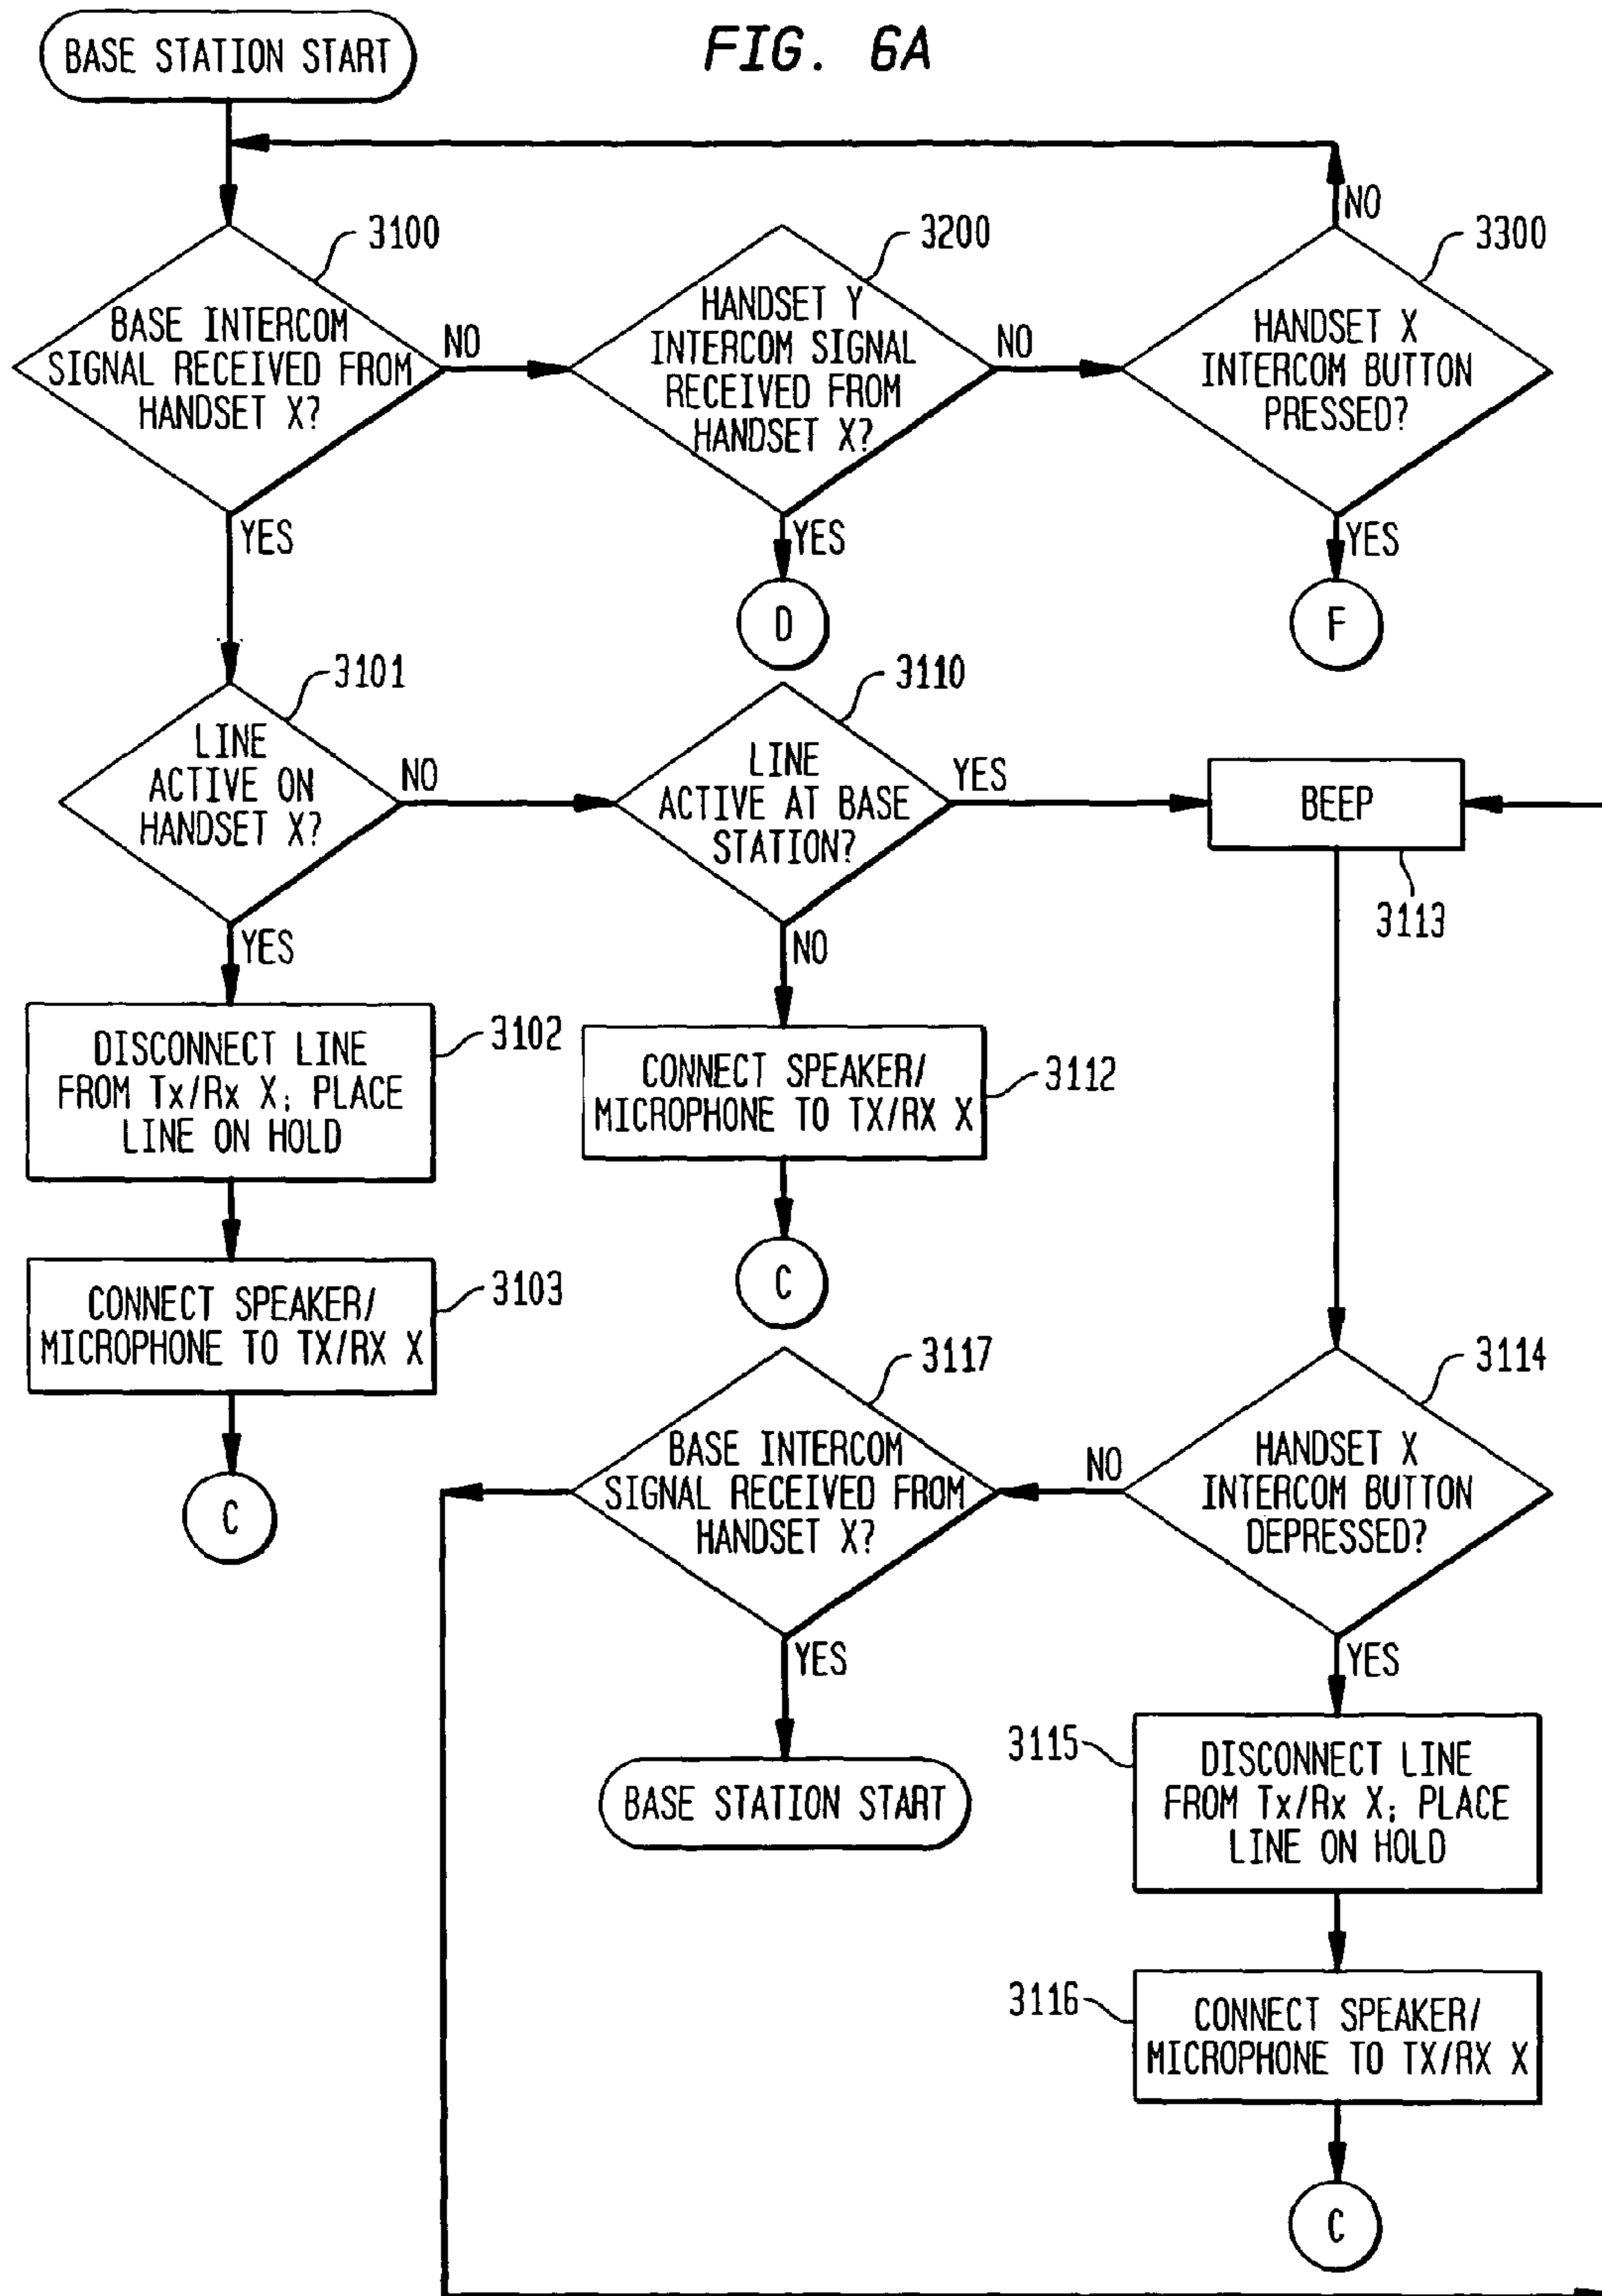 FIG. 6A
BASE STATION START
3100
BASE INTERCOM
SIGNAL RECEIVED FROM
HANDSET X?
NO
YES
3200
HANDSET Y
INTERCOM SIGNAL
RECEIVED FROM
HANDSET X?
NO
YES
D
3300
HANDSET X
INTERCOM BUTTON
PRESSED?
NO
YES
F
3101
LINE
ACTIVE ON
HANDSET X?
NO
YES
3110
LINE
ACTIVE AT BASE
STATION?
YES
NO
BEEP
3113
DISCONNECT LINE
FROM Tx/Rx X; PLACE
LINE ON HOLD
3102
CONNECT SPEAKER/
MICROPHONE TO TX/RX X
3112
C
CONNECT SPEAKER/
MICROPHONE TO TX/RX X
3103
C
3117
BASE INTERCOM
SIGNAL RECEIVED FROM
HANDSET X?
YES
BASE STATION START
3114
HANDSET X
INTERCOM BUTTON
DEPRESSED?
NO
YES
3115
DISCONNECT LINE
FROM Tx/Rx X; PLACE
LINE ON HOLD
3116
CONNECT SPEAKER/
MICROPHONE TO TX/RX X
C